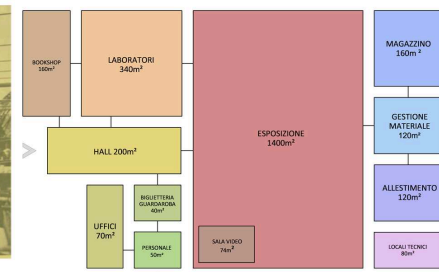 BOOKSHOP
160m²
LABORATORI
340m²
HALL 200m²
BIGLIETTERIA
GUARDAROBA
40m²
UFFICI
70m²
PERSONALE
50m²
ESPOSIZIONE
1400m²
SALA VIDEO
74m²
MAGAZZINO
160m²
GESTIONE
MATERIALE
120m²
ALLESTIMENTO
120m²
LOCALI TECNICI
80m²